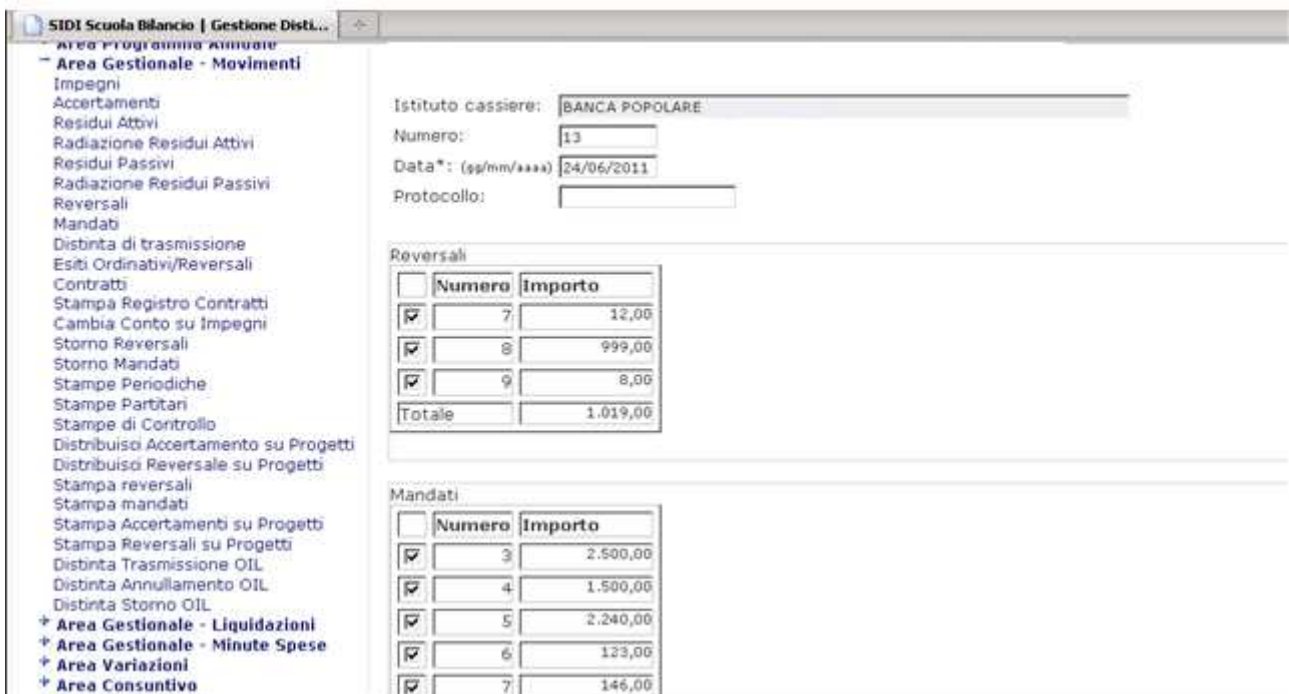 SIDI Scuola Bilancio | Gestione Disti...
Area Programma Annuale
Area Gestionale - Movimenti
Impegni
Accertamenti
Residui Attivi
Radiazione Residui Attivi
Residui Passivi
Radiazione Residui Passivi
Reversali
Mandati
Distinta di trasmissione
Esiti Ordinativi/Reversali
Contratti
Stampa Registro Contratti
Cambia Conto su Impegni
Storno Reversali
Storno Mandati
Stampe Periodiche
Stampe Partitari
Stampe di Controllo
Distribuisci Accertamento su Progetti
Distribuisci Reversale su Progetti
Stampa reversali
Stampa mandati
Stampa Accertamenti su Progetti
Stampa Reversali su Progetti
Distinta Trasmissione OIL
Distinta Annullamento OIL
Distinta Storno OIL
Area Gestionale - Liquidazioni
Area Gestionale - Minute Spese
Area Variazioni
Area Consuntivo
Istituto cassiere: BANCA POPOLARE
Numero: 13
Data*: (gg/mm/aaaa) 24/06/2011
Protocollo:
Reversali
Numero Importo
7 12,00
8 999,00
9 8,00
Totale 1.019,00
Mandati
Numero Importo
3 2.500,00
4 1.500,00
5 2.240,00
6 123,00
7 146,00